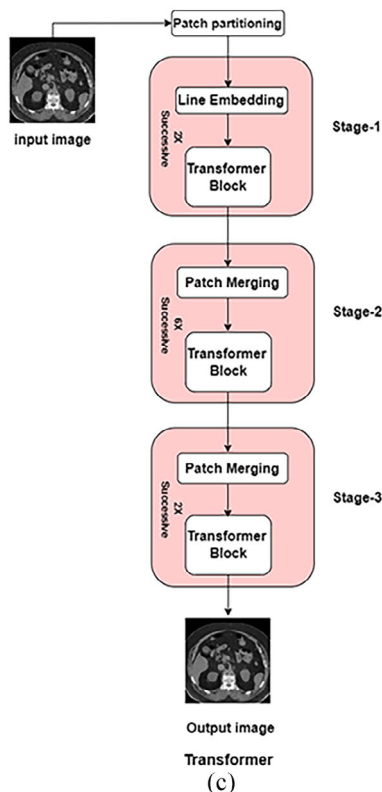 Patch partitioning
input image
Line Embedding
Stage-1
2X
Successive
Transformer
Block
Patch Merging
Stage-2
6X
Successive
Transformer
Block
Patch Merging
Stage-3
2X
Successive
Transformer
Block
Output image
Transformer
(c)